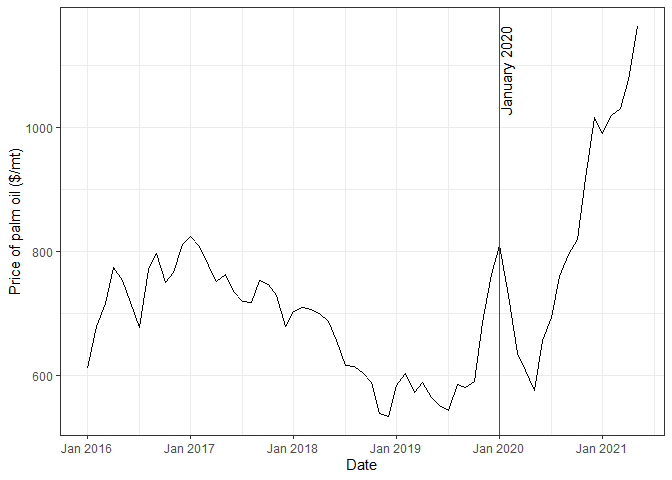 January 2020
Price of palm oil ($/mt)
1000
800
600
Jan 2016 Jan 2017 Jan 2018 Jan 2019 Jan 2020 Jan 2021
Date